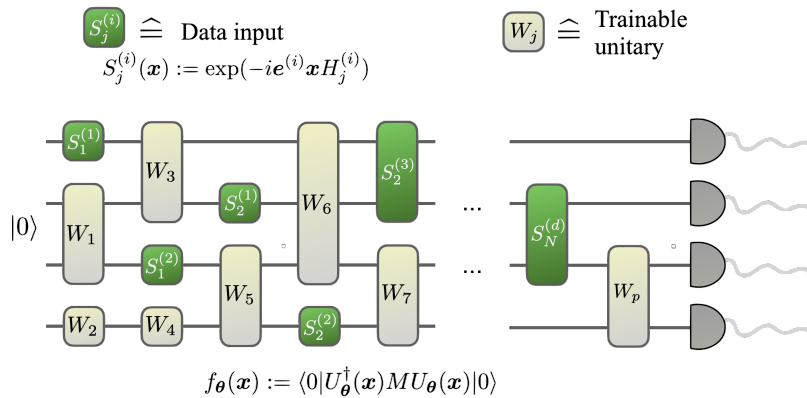 S_j^{(i)} ≙ Data input
S_j^{(i)}(x) := exp(-ie^{(i)}xH_j^{(i)})
W_j ≙ Trainable
unitary
S_1^{(1)}
W_3
W_6
S_2^{(3)}
|0⟩
W_1
S_2^{(1)}
...
S_N^{(d)}
S_1^{(2)}
W_5
W_7
...
W_p
W_2
W_4
S_2^{(2)}
f_θ(x) := ⟨0|U_θ^†(x)MU_θ(x)|0⟩